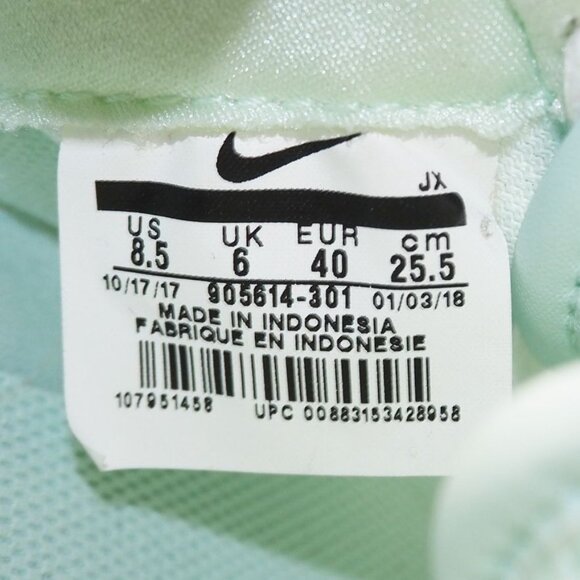 JX
US UK EUR cm
8.5 6 40 25.5
10/17/17 905614-301 01/03/18
MADE IN INDONESIA
FABRIQUE EN INDONESIE
107951458 UPC 00883153428958